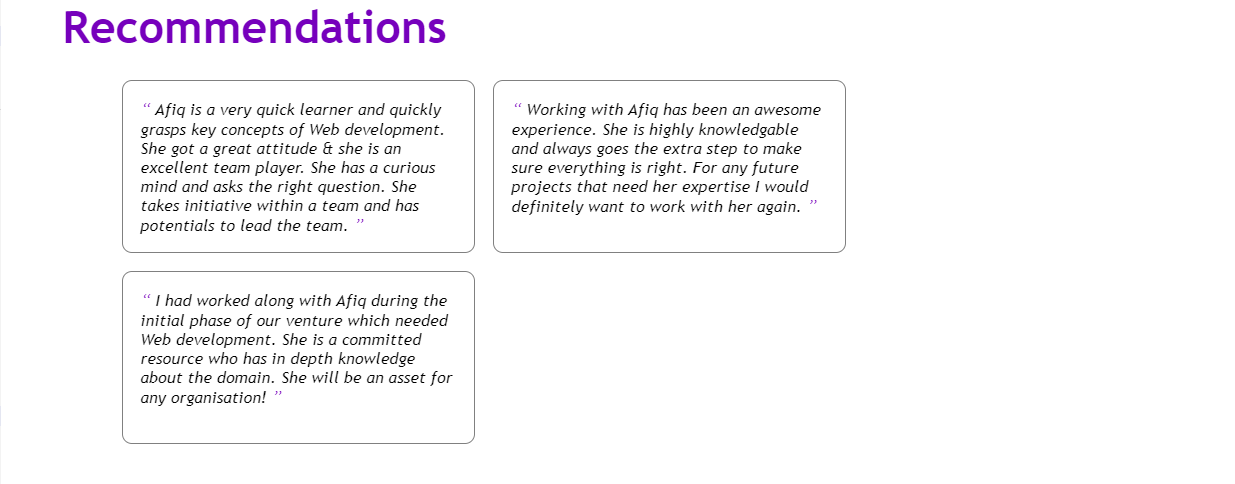 Recommendations
“ Afiq is a very quick learner and quickly
grasps key concepts of Web development.
She got a great attitude & she is an
excellent team player. She has a curious
mind and asks the right question. She
takes initiative within a team and has
potentials to lead the team. ”
“ Working with Afiq has been an awesome
experience. She is highly knowledgable
and always goes the extra step to make
sure everything is right. For any future
projects that need her expertise I would
definitely want to work with her again. ”
“ I had worked along with Afiq during the
initial phase of our venture which needed
Web development. She is a committed
resource who has in depth knowledge
about the domain. She will be an asset for
any organisation! ”